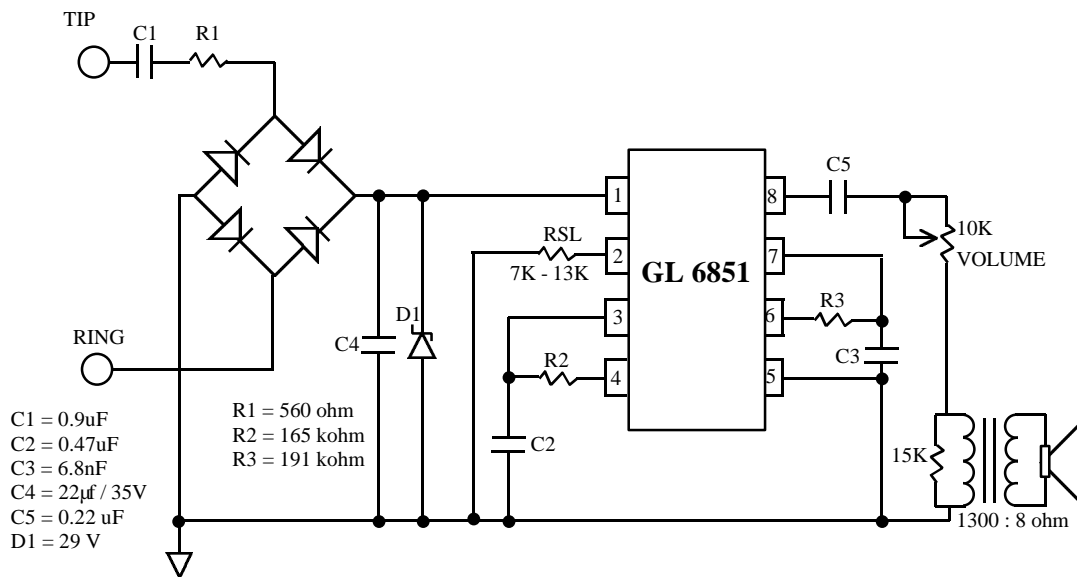 TIP
C1
R1
RING
C1 = 0.9uF
C2 = 0.47uF
C3 = 6.8nF
C4 = 22µf / 35V
C5 = 0.22 uF
D1 = 29 V
R1 = 560 ohm
R2 = 165 kohm
R3 = 191 kohm
C4
D1
RSL
7K - 13K
R2
C2
1
2
3
4
GL 6851
8
7
6
5
C5
R3
C3
10K
VOLUME
15K
1300 : 8 ohm